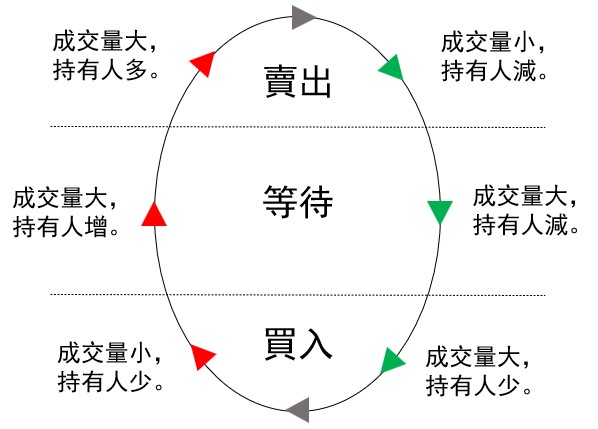 成交量大，
持有人多。
成交量小，
持有人減。
賣出
成交量大，
持有人增。
等待
成交量大，
持有人減。
成交量小，
持有人少。
買入
成交量大，
持有人少。